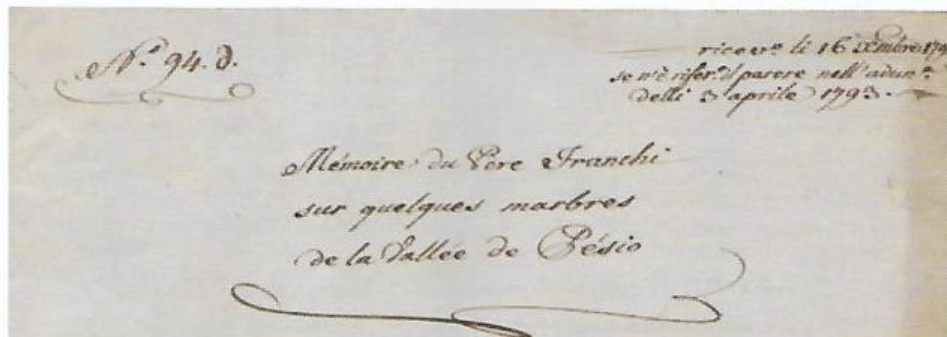 N.º 94. d.
ricev.to li 16 Xmbre
se n'è rifer.to il parere nell'adun.a
delli 3 aprile 1793.
Mémoire du Père Franchi
sur quelques marbres
de la Vallée de Pésio